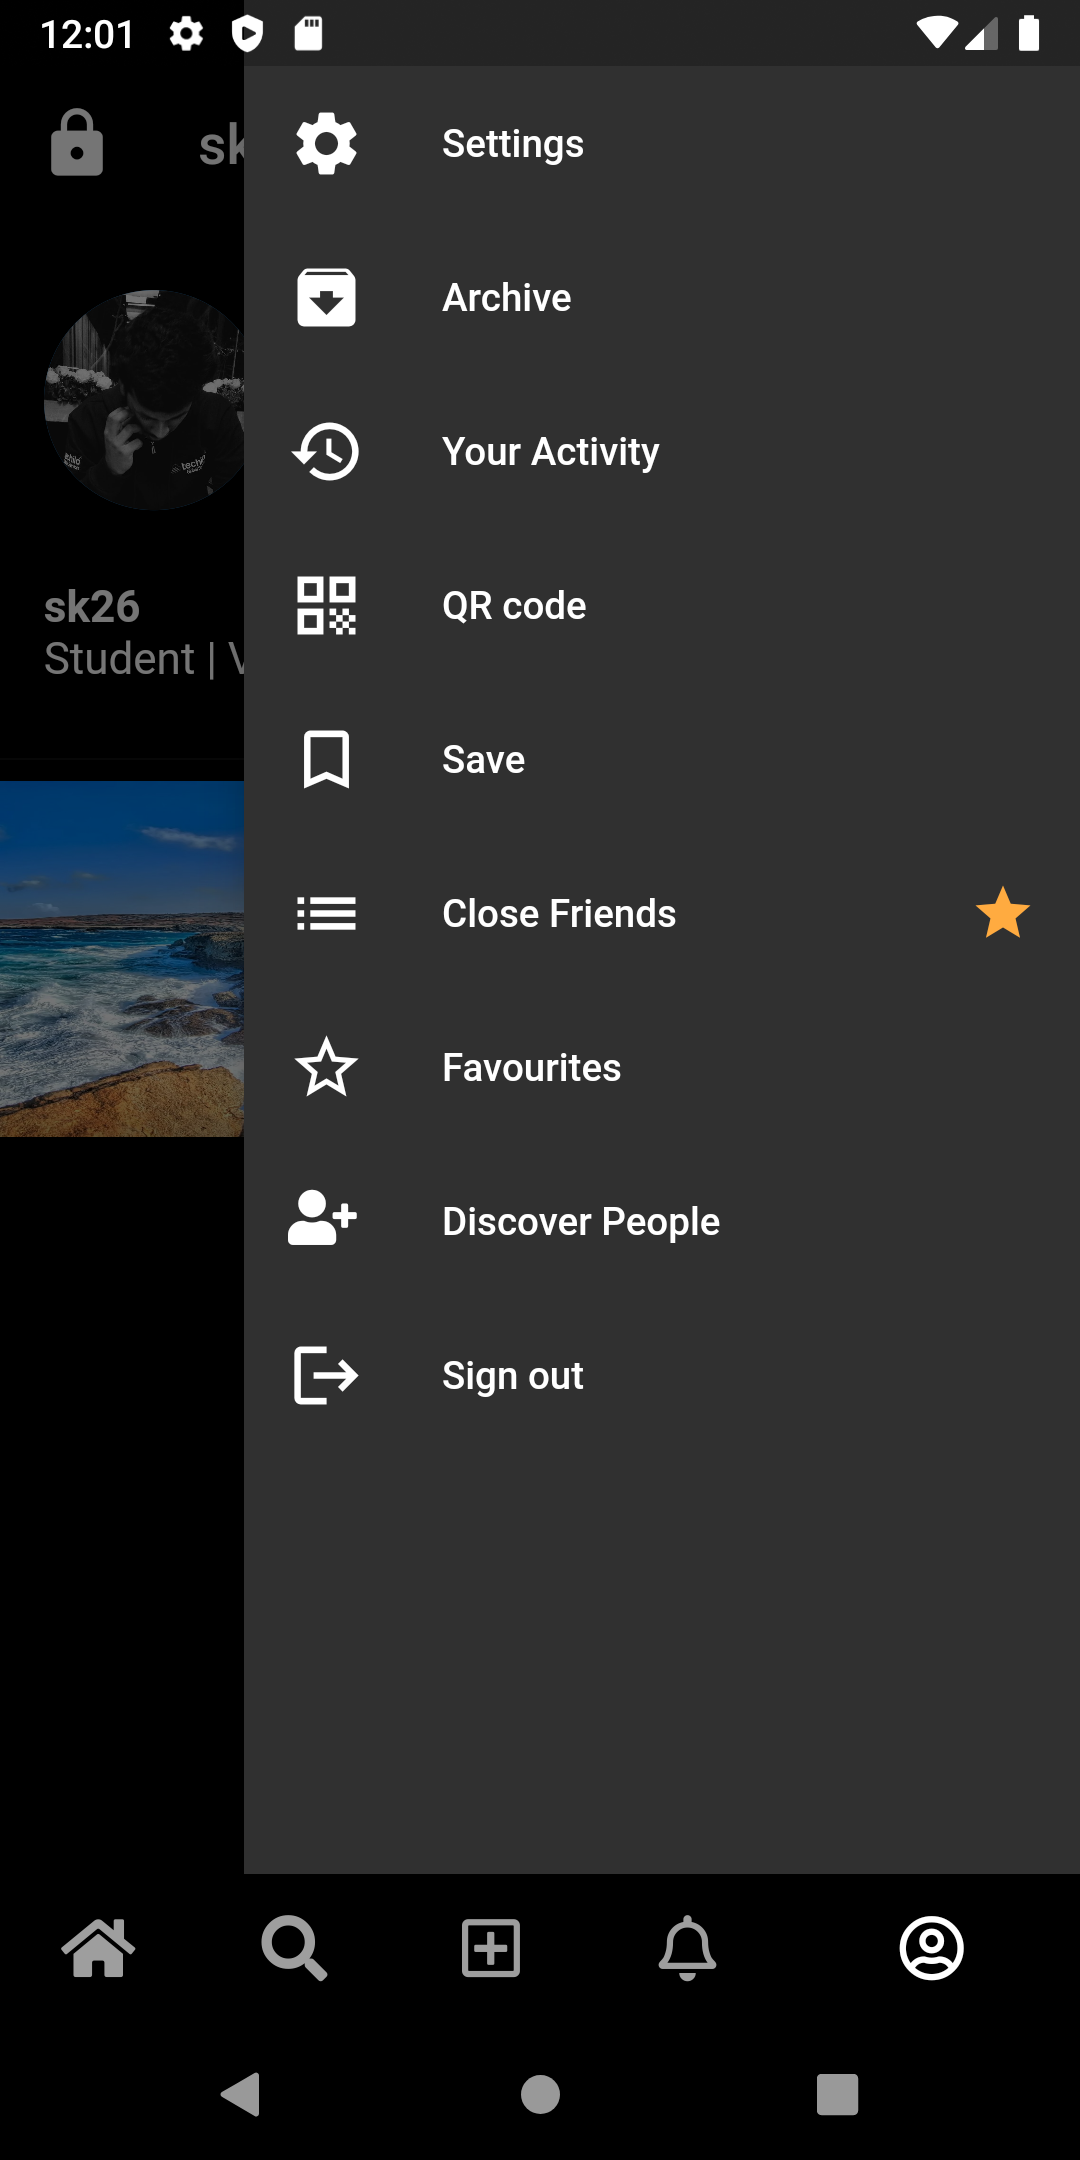 12:01
sk
Settings
Archive
Your Activity
QR code
sk26
Student |
Save
Close Friends
Favourites
Discover People
Sign out